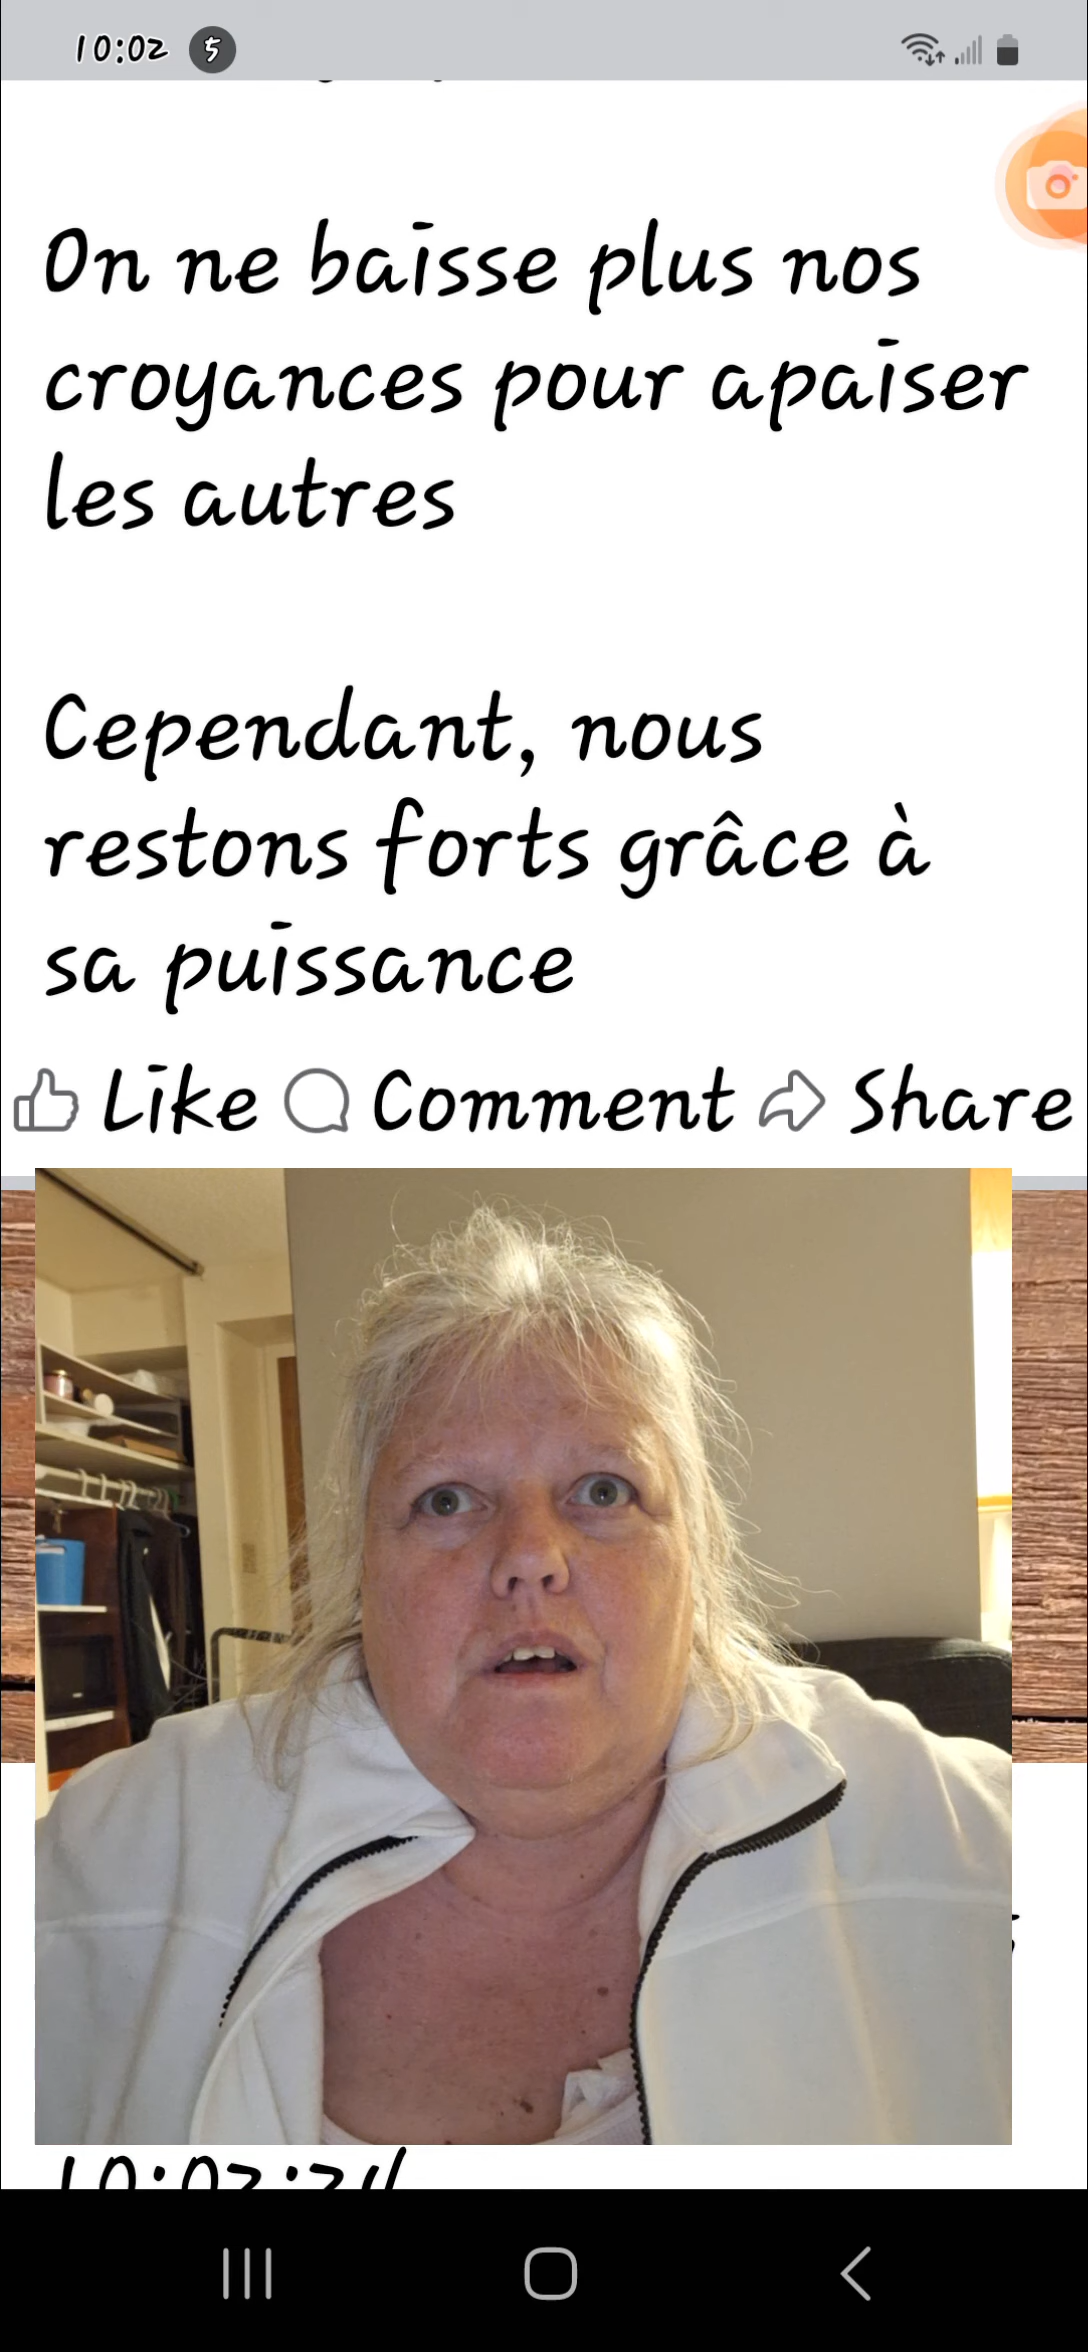 10:02 5
On ne baisse plus nos
croyances pour apaiser
les autres
Cependant, nous
restons forts grâce à
sa puissance
Like Comment Share